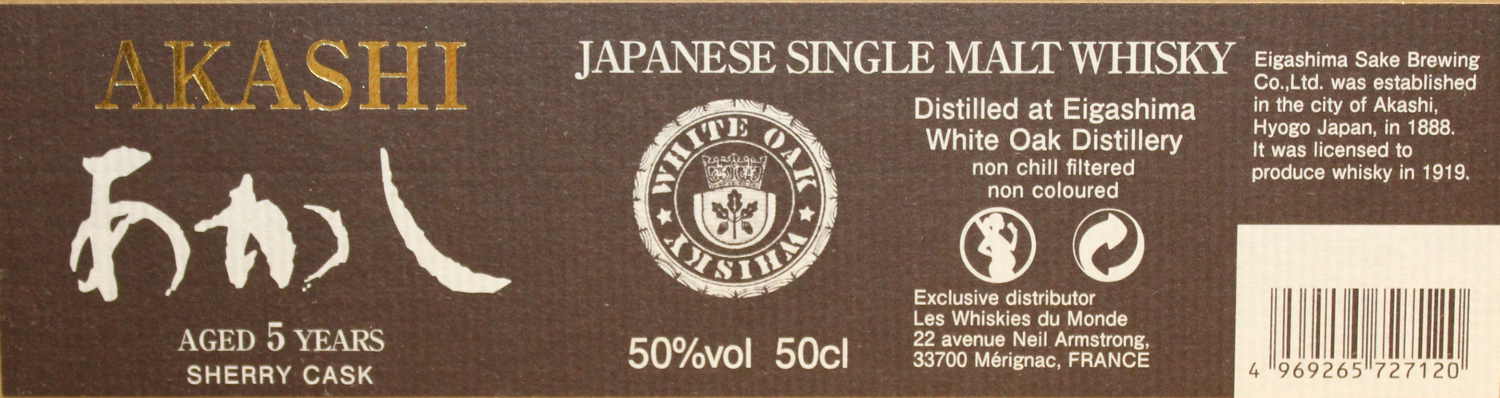 AKASHI
あかし
AGED 5 YEARS
SHERRY CASK
JAPANESE SINGLE MALT WHISKY
WHITE OAK
WHISKY
50%vol 50cl
Distilled at Eigashima
White Oak Distillery
non chill filtered
non coloured
Exclusive distributor
Les Whiskies du Monde
22 avenue Neil Armstrong,
33700 Mérignac, FRANCE
Eigashima Sake Brewing
Co.,Ltd. was established
in the city of Akashi,
Hyogo Japan, in 1888.
It was licensed to
produce whisky in 1919.
4 969265 727120